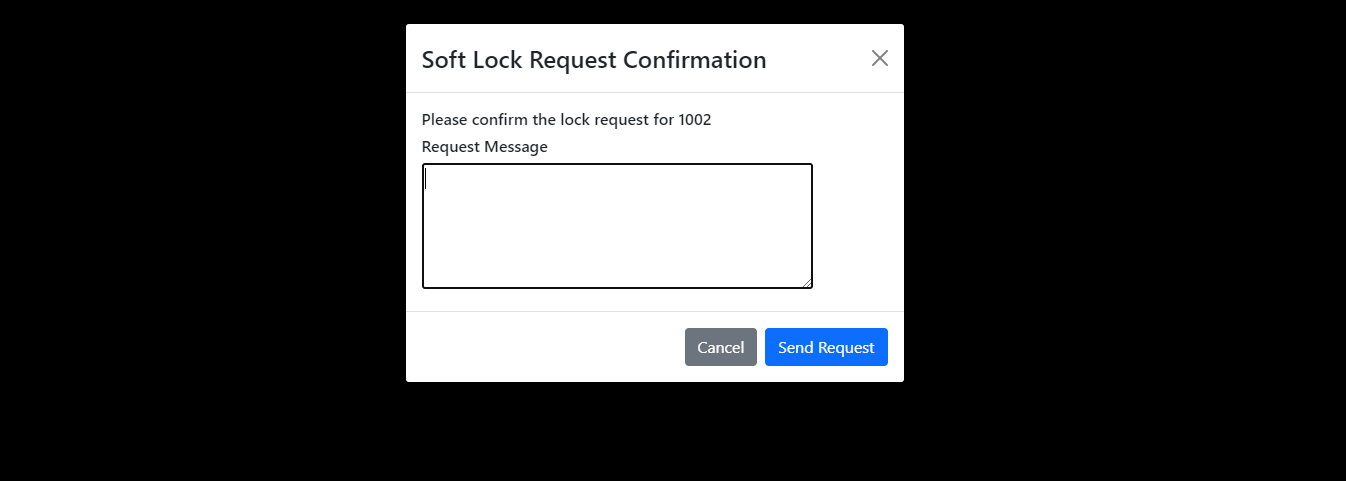 Soft Lock Request Confirmation
Please confirm the lock request for 1002
Request Message
Cancel Send Request